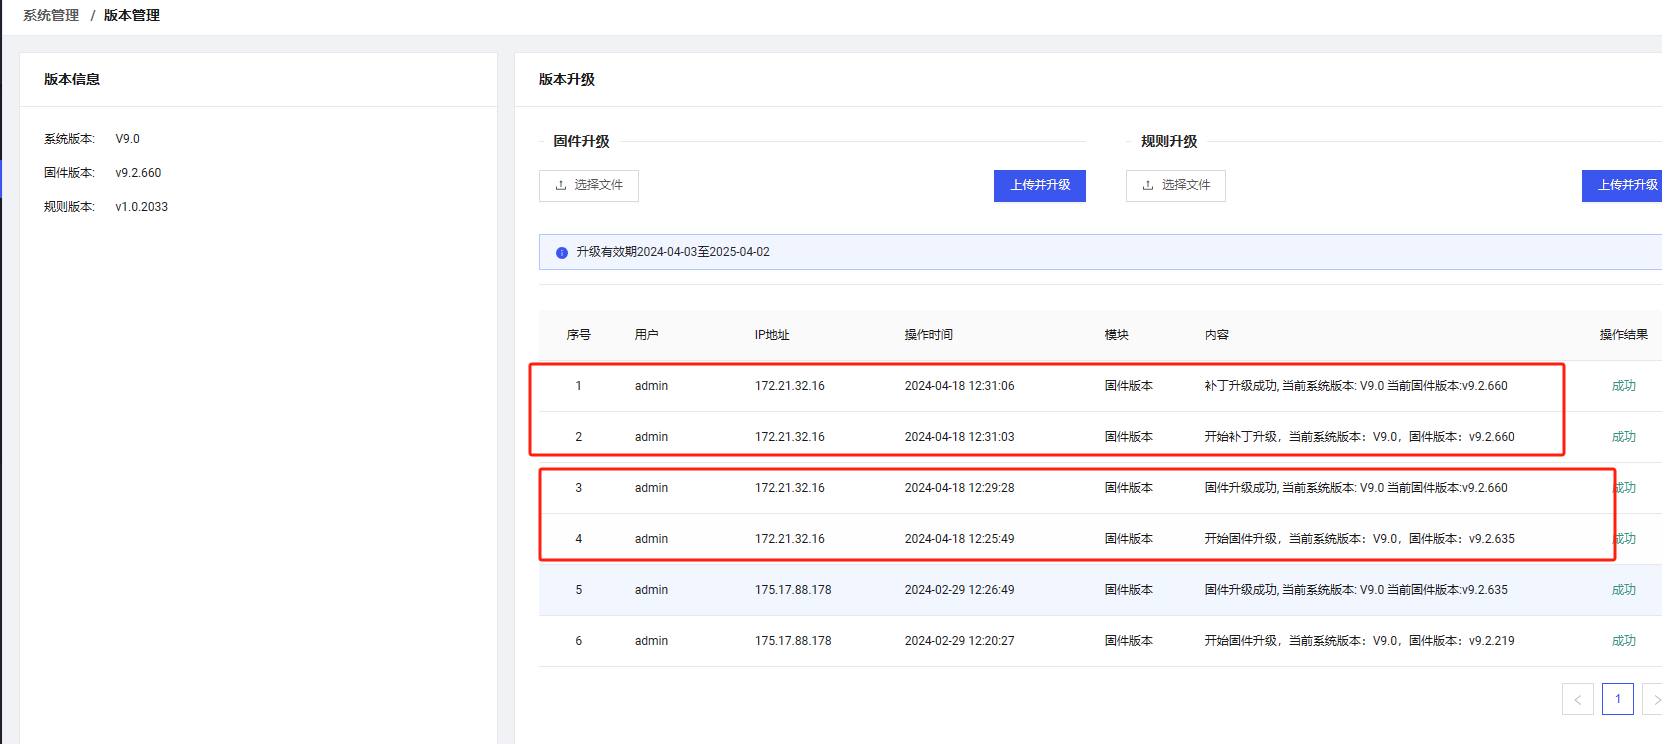 系统管理 / 版本管理
版本信息
系统版本: V9.0
固件版本: v9.2.660
规则版本: v1.0.2033
版本升级
固件升级
选择文件 上传并升级
规则升级
选择文件 上传并升级
升级有效期2024-04-03至2025-04-02
序号 用户 IP地址 操作时间 模块 内容 操作结果
1 admin 172.21.32.16 2024-04-18 12:31:06 固件版本 补丁升级成功, 当前系统版本: V9.0 当前固件版本:v9.2.660 成功
2 admin 172.21.32.16 2024-04-18 12:31:03 固件版本 开始补丁升级，当前系统版本：V9.0，固件版本：v9.2.660 成功
3 admin 172.21.32.16 2024-04-18 12:29:28 固件版本 固件升级成功, 当前系统版本: V9.0 当前固件版本:v9.2.660 成功
4 admin 172.21.32.16 2024-04-18 12:25:49 固件版本 开始固件升级，当前系统版本：V9.0，固件版本：v9.2.635 成功
5 admin 175.17.88.178 2024-02-29 12:26:49 固件版本 固件升级成功, 当前系统版本: V9.0 当前固件版本:v9.2.635 成功
6 admin 175.17.88.178 2024-02-29 12:20:27 固件版本 开始固件升级，当前系统版本：V9.0，固件版本：v9.2.219 成功
< 1 >